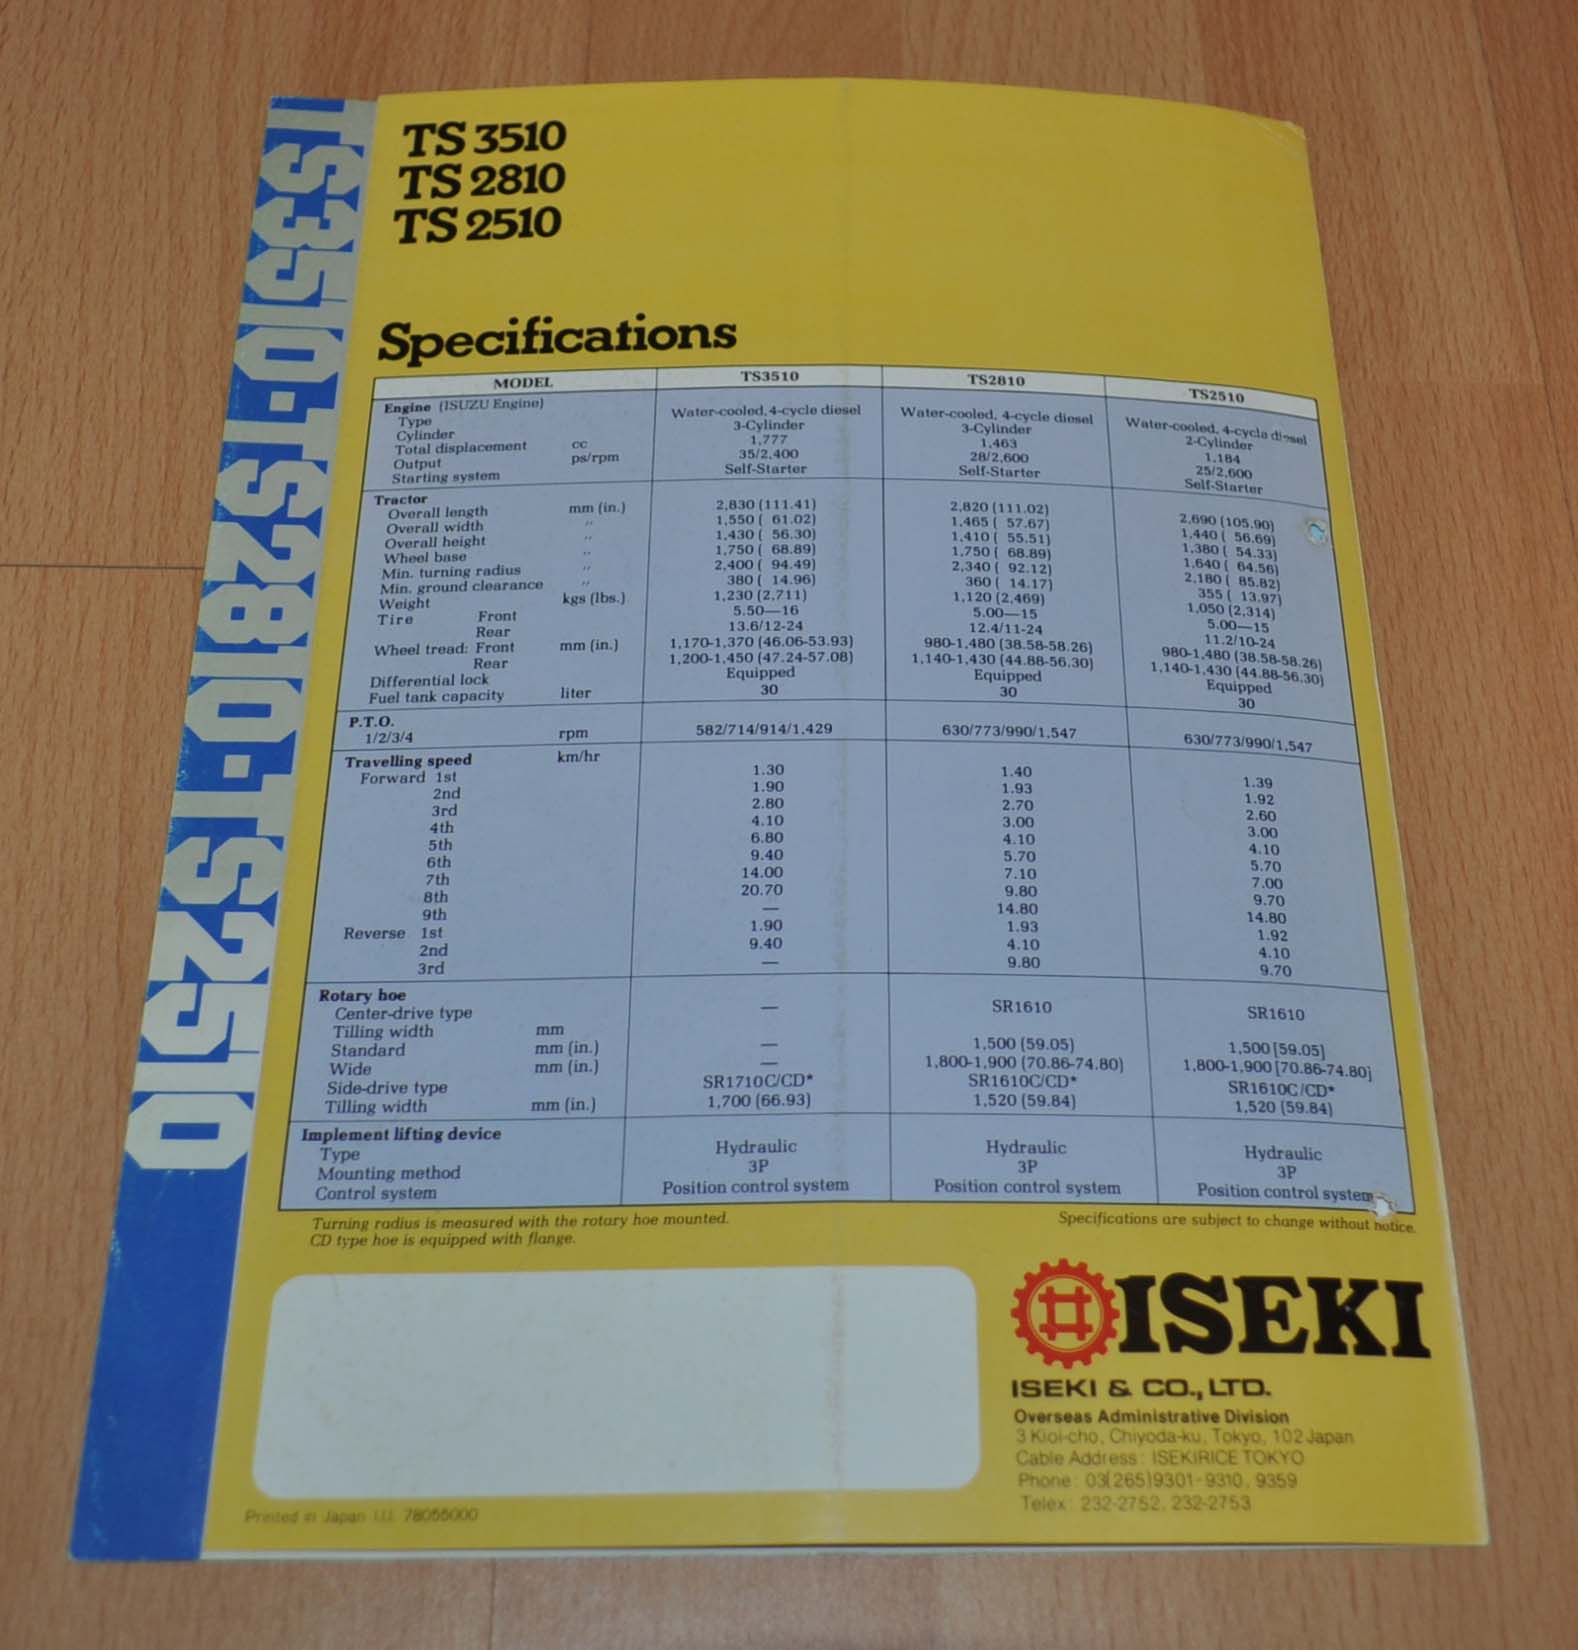 TS3510•TS2810•TS2510
TS 3510
TS 2810
TS 2510
Specifications
MODEL TS3510 TS2810 TS2510
Engine (ISUZU Engine)
Type Water-cooled, 4-cycle diesel Water-cooled, 4-cycle diesel Water-cooled, 4-cycle diesel
Cylinder 3-Cylinder 3-Cylinder 2-Cylinder
Total displacement cc 1,777 1,463 1,184
Output ps/rpm 35/2,400 28/2,600 25/2,600
Starting system Self-Starter Self-Starter Self-Starter
Tractor
Overall length mm (in.) 2,830 (111.41) 2,820 (111.02) 2,690 (105.90)
Overall width " 1,550 ( 61.02) 1,465 ( 57.67) 1,440 ( 56.69)
Overall height " 1,430 ( 56.30) 1,410 ( 55.51) 1,380 ( 54.33)
Wheel base " 1,750 ( 68.89) 1,750 ( 68.89) 1,640 ( 64.56)
Min. turning radius " 2,400 ( 94.49) 2,340 ( 92.12) 2,180 ( 85.82)
Min. ground clearance " 380 ( 14.96) 360 ( 14.17) 355 ( 13.97)
Weight kgs (lbs.) 1,230 (2,711) 1,120 (2,469) 1,050 (2,314)
Tire Front 5.50—16 5.00—15 5.00—15
Rear 13.6/12-24 12.4/11-24 11.2/10-24
Wheel tread: Front mm (in.) 1,170-1,370 (46.06-53.93) 980-1,480 (38.58-58.26) 980-1,480 (38.58-58.26)
Rear 1,200-1,450 (47.24-57.08) 1,140-1,430 (44.88-56.30) 1,140-1,430 (44.88-56.30)
Differential lock Equipped Equipped Equipped
Fuel tank capacity liter 30 30 30
P.T.O.
1/2/3/4 rpm 582/714/914/1,429 630/773/990/1,547 630/773/990/1,547
Travelling speed km/hr
Forward 1st 1.30 1.40 1.39
2nd 1.90 1.93 1.92
3rd 2.80 2.70 2.60
4th 4.10 3.00 3.00
5th 6.80 4.10 4.10
6th 9.40 5.70 5.70
7th 14.00 7.10 7.00
8th 20.70 9.80 9.70
9th — 14.80 14.80
Reverse 1st 1.90 1.93 1.92
2nd 9.40 4.10 4.10
3rd — 9.80 9.70
Rotary hoe
Center-drive type — SR1610 SR1610
Tilling width mm
Standard mm (in.) — 1,500 (59.05) 1,500 [59.05]
Wide mm (in.) — 1,800-1,900 (70.86-74.80) 1,800-1,900 [70.86-74.80]
Side-drive type SR1710C/CD* SR1610C/CD* SR1610C/CD*
Tilling width mm (in.) 1,700 (66.93) 1,520 (59.84) 1,520 (59.84)
Implement lifting device
Type Hydraulic Hydraulic Hydraulic
Mounting method 3P 3P 3P
Control system Position control system Position control system Position control system
Turning radius is measured with the rotary hoe mounted.
CD type hoe is equipped with flange.
Specifications are subject to change without notice.
ISEKI
ISEKI & CO., LTD.
Overseas Administrative Division
3 Kioi-cho, Chiyoda-ku, Tokyo, 102 Japan
Cable Address : ISEKIRICE TOKYO
Phone : 03(265)9301-9310, 9359
Telex : 232-2752, 232-2753
Printed in Japan 78055000